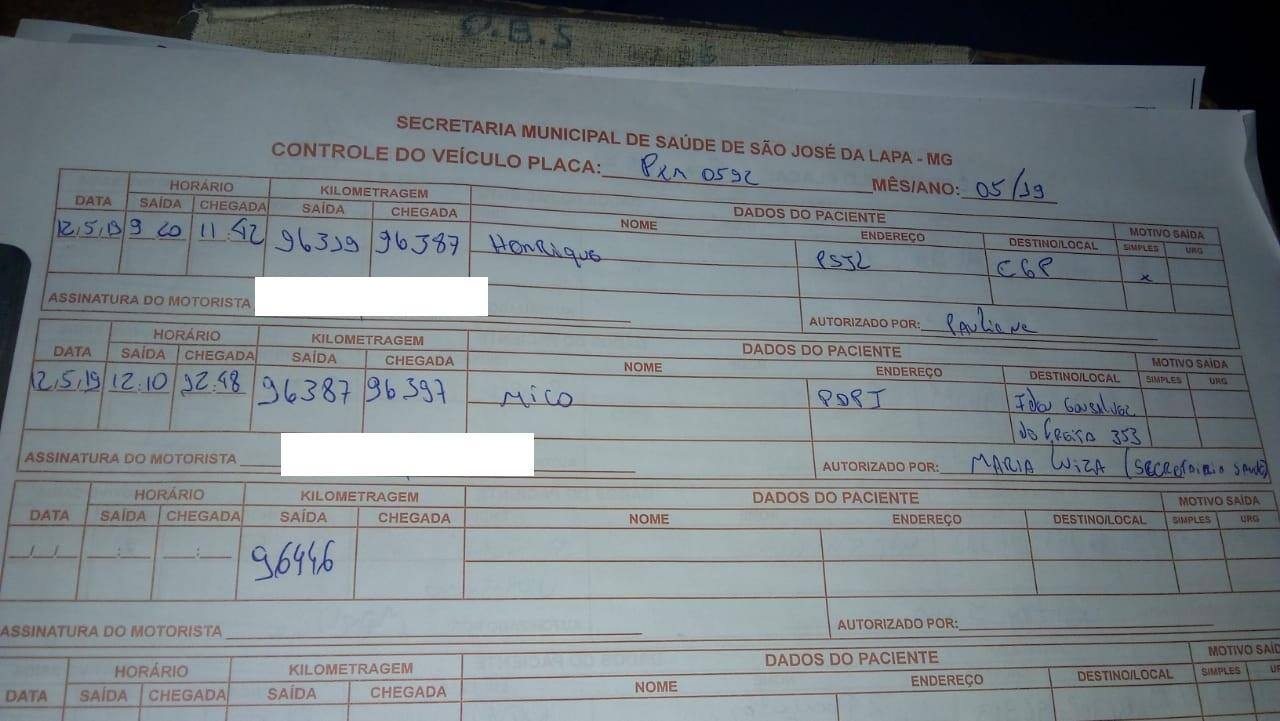 O.B.S
SECRETARIA MUNICIPAL DE SAÚDE DE SÃO JOSÉ DA LAPA - MG
CONTROLE DO VEÍCULO PLACA: 0592 MÊS/ANO: 05/19
DATA HORÁRIO KILOMETRAGEM DADOS DO PACIENTE MOTIVO SAÍDA
SAÍDA CHEGADA SAÍDA CHEGADA NOME ENDEREÇO DESTINO/LOCAL SIMPLES URG
12,5,19 9 20 11:42 96339 96387 Henrique PSJL CGP x
ASSINATURA DO MOTORISTA AUTORIZADO POR: Pauliane
DATA HORÁRIO KILOMETRAGEM DADOS DO PACIENTE MOTIVO SAÍDA
SAÍDA CHEGADA SAÍDA CHEGADA NOME ENDEREÇO DESTINO/LOCAL SIMPLES URG
12,5,19 12:10 12:48 96387 96397 Mico
353
ASSINATURA DO MOTORISTA AUTORIZADO POR: MARIA LUIZA
DATA HORÁRIO KILOMETRAGEM DADOS DO PACIENTE MOTIVO SAÍDA
SAÍDA CHEGADA SAÍDA CHEGADA NOME ENDEREÇO DESTINO/LOCAL SIMPLES URG
96446
ASSINATURA DO MOTORISTA AUTORIZADO POR:
DATA HORÁRIO KILOMETRAGEM DADOS DO PACIENTE MOTIVO SAÍD
SAÍDA CHEGADA SAÍDA CHEGADA NOME ENDEREÇO DESTINO/LOCAL SIMPLES